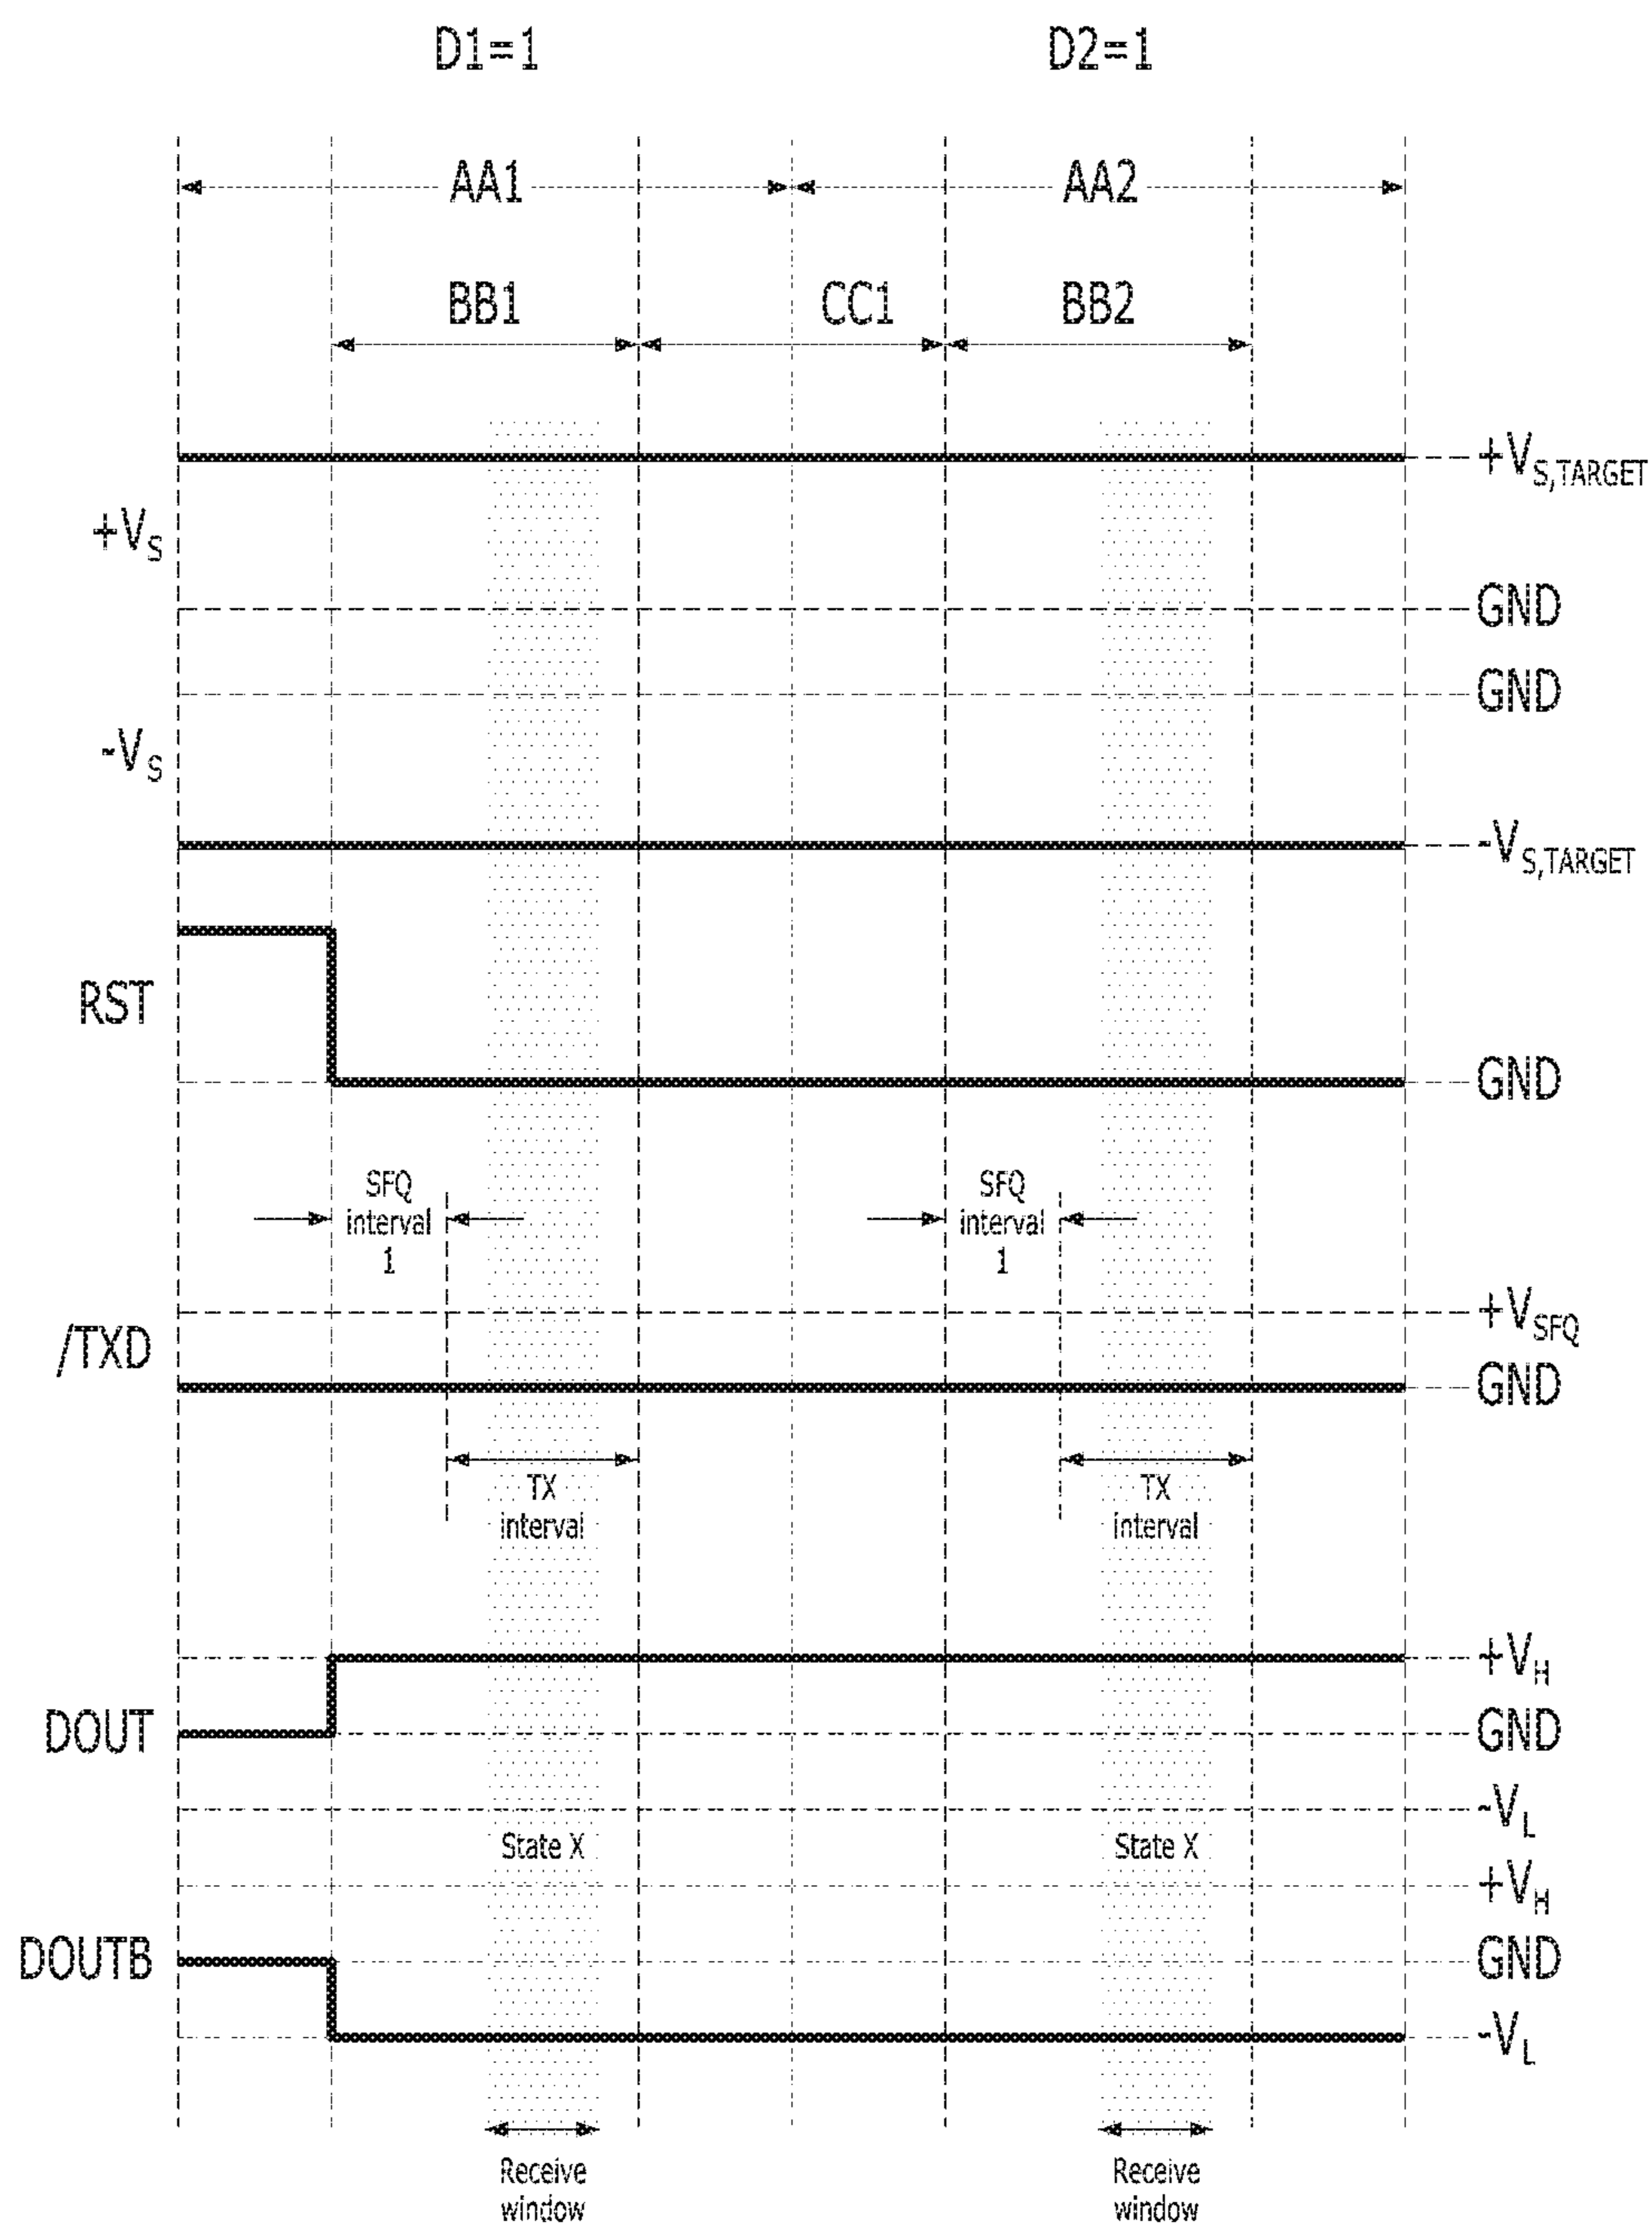 D1=1 D2=1
AA1 AA2
BB1 CC1 BB2
+VS,TARGET
+VS
GND
GND
-VS
-VS,TARGET
RST
GND
SFQ SFQ
interval interval
1 1
+VSFQ
/TXD
GND
TX TX
interval interval
+VH
DOUT GND
-VL
State X State X
+VH
DOUTB GND
-VL
Receive Receive
window window